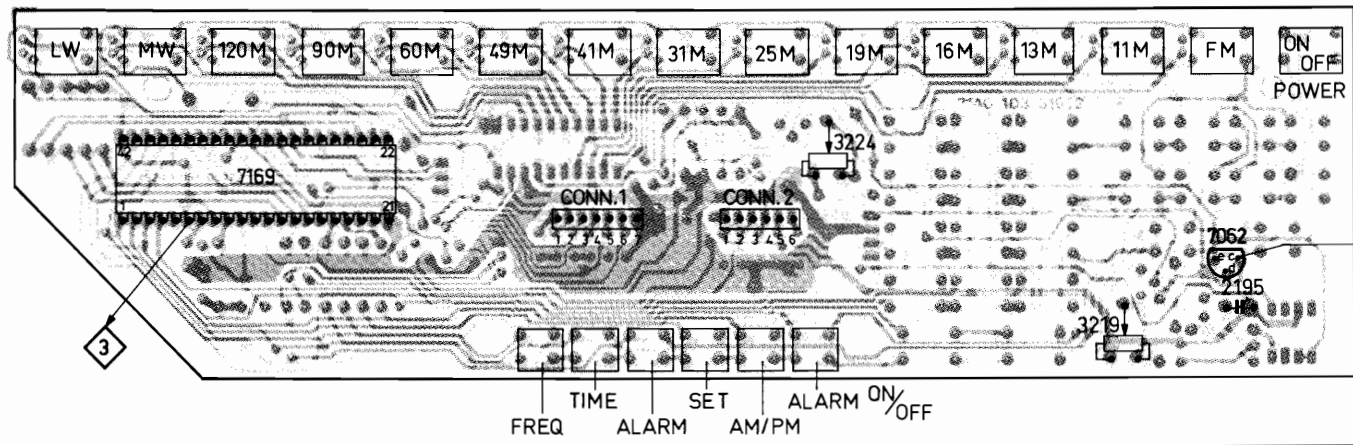 LW MW 120M 90M 60M 49M 41M 31M 25M 19M 16M 13M 11M FM ON OFF
POWER
3224
42 22
7169
1 21
CONN.1 CONN.2
1 2 3 4 5 6 7 1 2 3 4 5 6
7062
e c
2195
3219
3
TIME SET ALARM ON/OFF
FREQ ALARM AM/PM